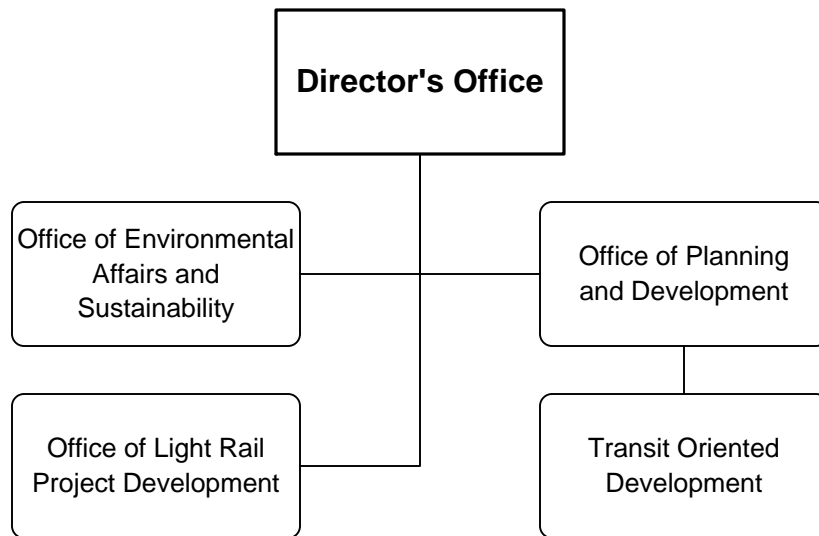 Director's Office
Office of Environmental
Affairs and
Sustainability
Office of Planning
and Development
Office of Light Rail
Project Development
Transit Oriented
Development